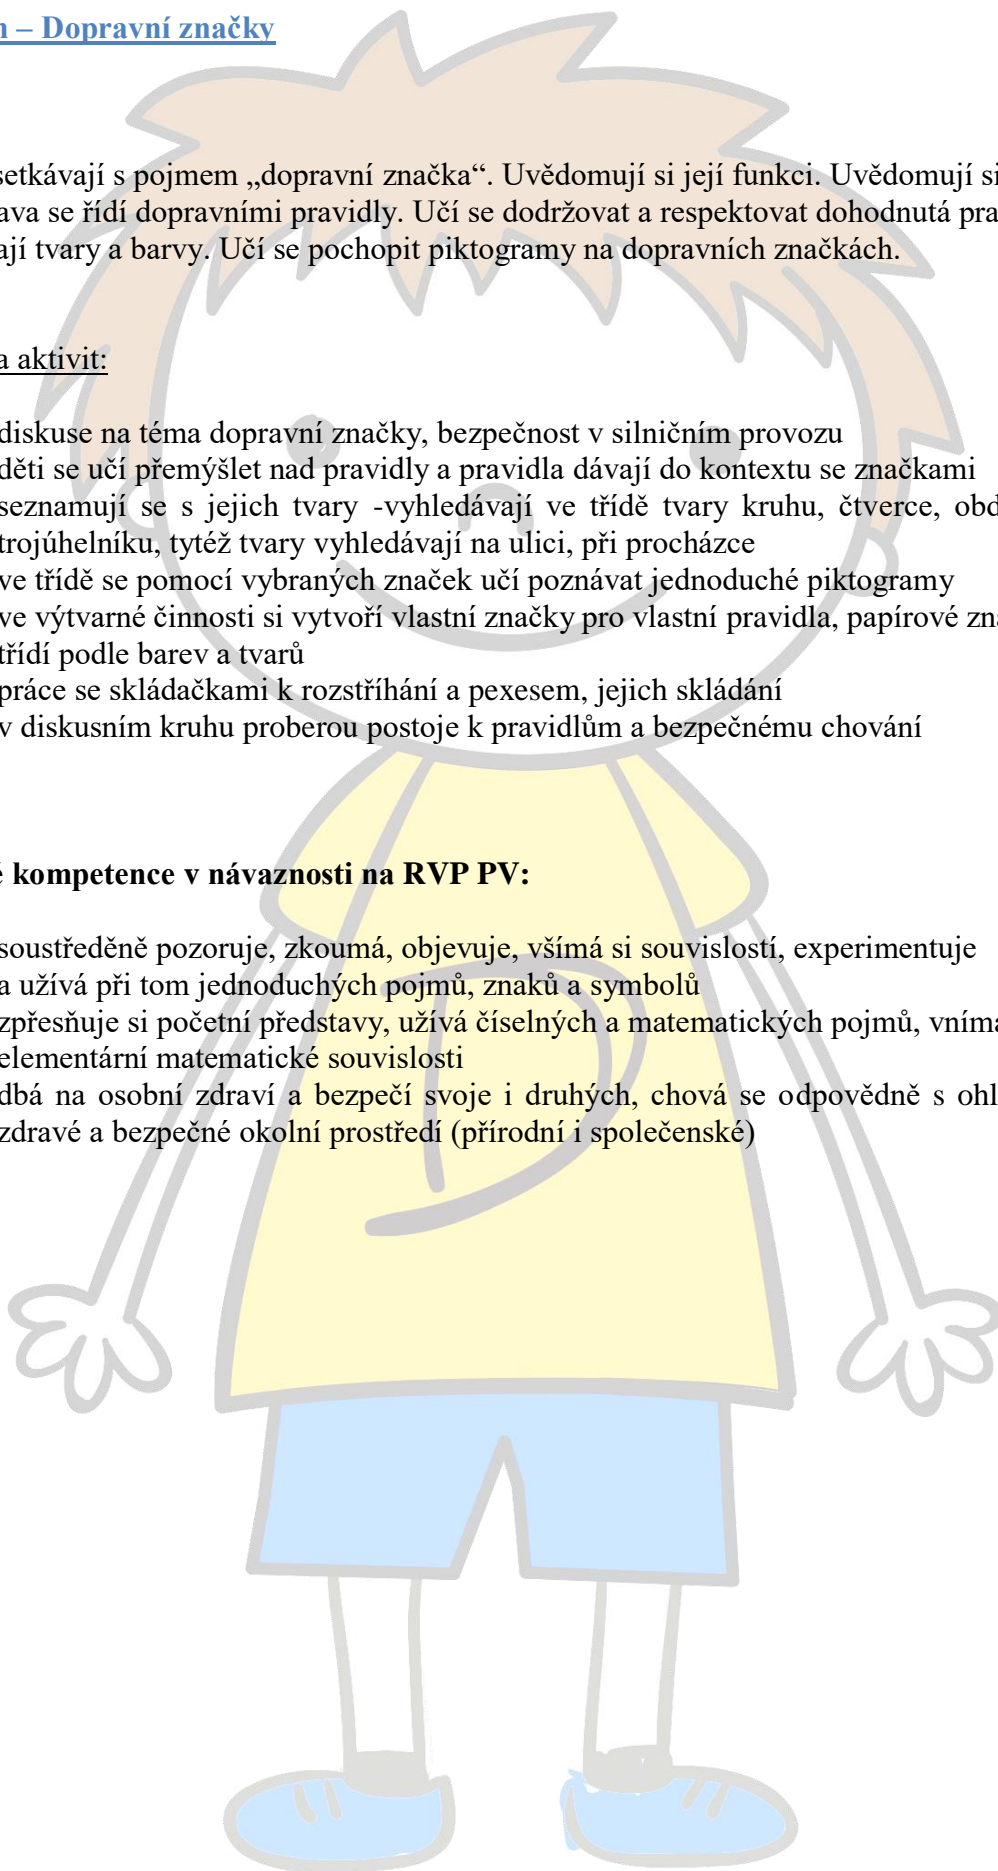 – Dopravní značky
setkávají s pojmem „dopravní značka“. Uvědomují si její funkci. Uvědomují si
se řídí dopravními pravidly. Učí se dodržovat a respektovat dohodnutá
tvary a barvy. Učí se pochopit piktogramy na dopravních značkách.
aktivit:
diskuse na téma dopravní značky, bezpečnost v silničním provozu
děti se učí přemýšlet nad pravidly a pravidla dávají do kontextu se značkami
seznamují se s jejich tvary -vyhledávají ve třídě tvary kruhu, čtverce,
trojúhelníku, tytéž tvary vyhledávají na ulici, při procházce
ve třídě se pomocí vybraných značek učí poznávat jednoduché piktogramy
ve výtvarné činnosti si vytvoří vlastní značky pro vlastní pravidla, papírové
třídí podle barev a tvarů
práce se skládačkami k rozstříhání a pexesem, jejich skládání
v diskusním kruhu proberou postoje k pravidlům a bezpečnému chování
kompetence v návaznosti na RVP PV:
soustředěně pozoruje, zkoumá, objevuje, všímá si souvislostí, experimentuje
a užívá při tom jednoduchých pojmů, znaků a symbolů
zpřesňuje si početní představy, užívá číselných a matematických pojmů, vnímá
elementární matematické souvislosti
dbá na osobní zdraví a bezpečí svoje i druhých, chová se odpovědně s
zdravé a bezpečné okolní prostředí (přírodní i společenské)
D